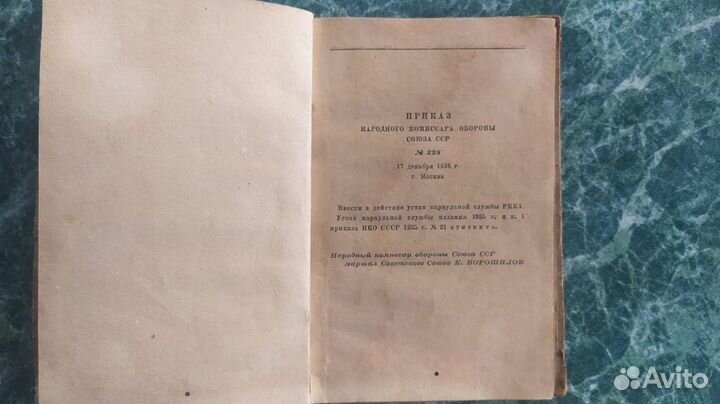 ПРИКАЗ
НАРОДНОГО КОМИССАРА ОБОРОНЫ
СОЮЗА ССР
№ 228
17 декабря 1936 г.
г. Москва
Ввести в действие устав караульной службы РККА.
Устав караульной службы издания 1935 г. и п. 1
приказа НКО СССР 1935 г. № 21 отменить.
Народный комиссар обороны Союза ССР
маршал Советского Союза К. ВОРОШИЛОВ
Avito